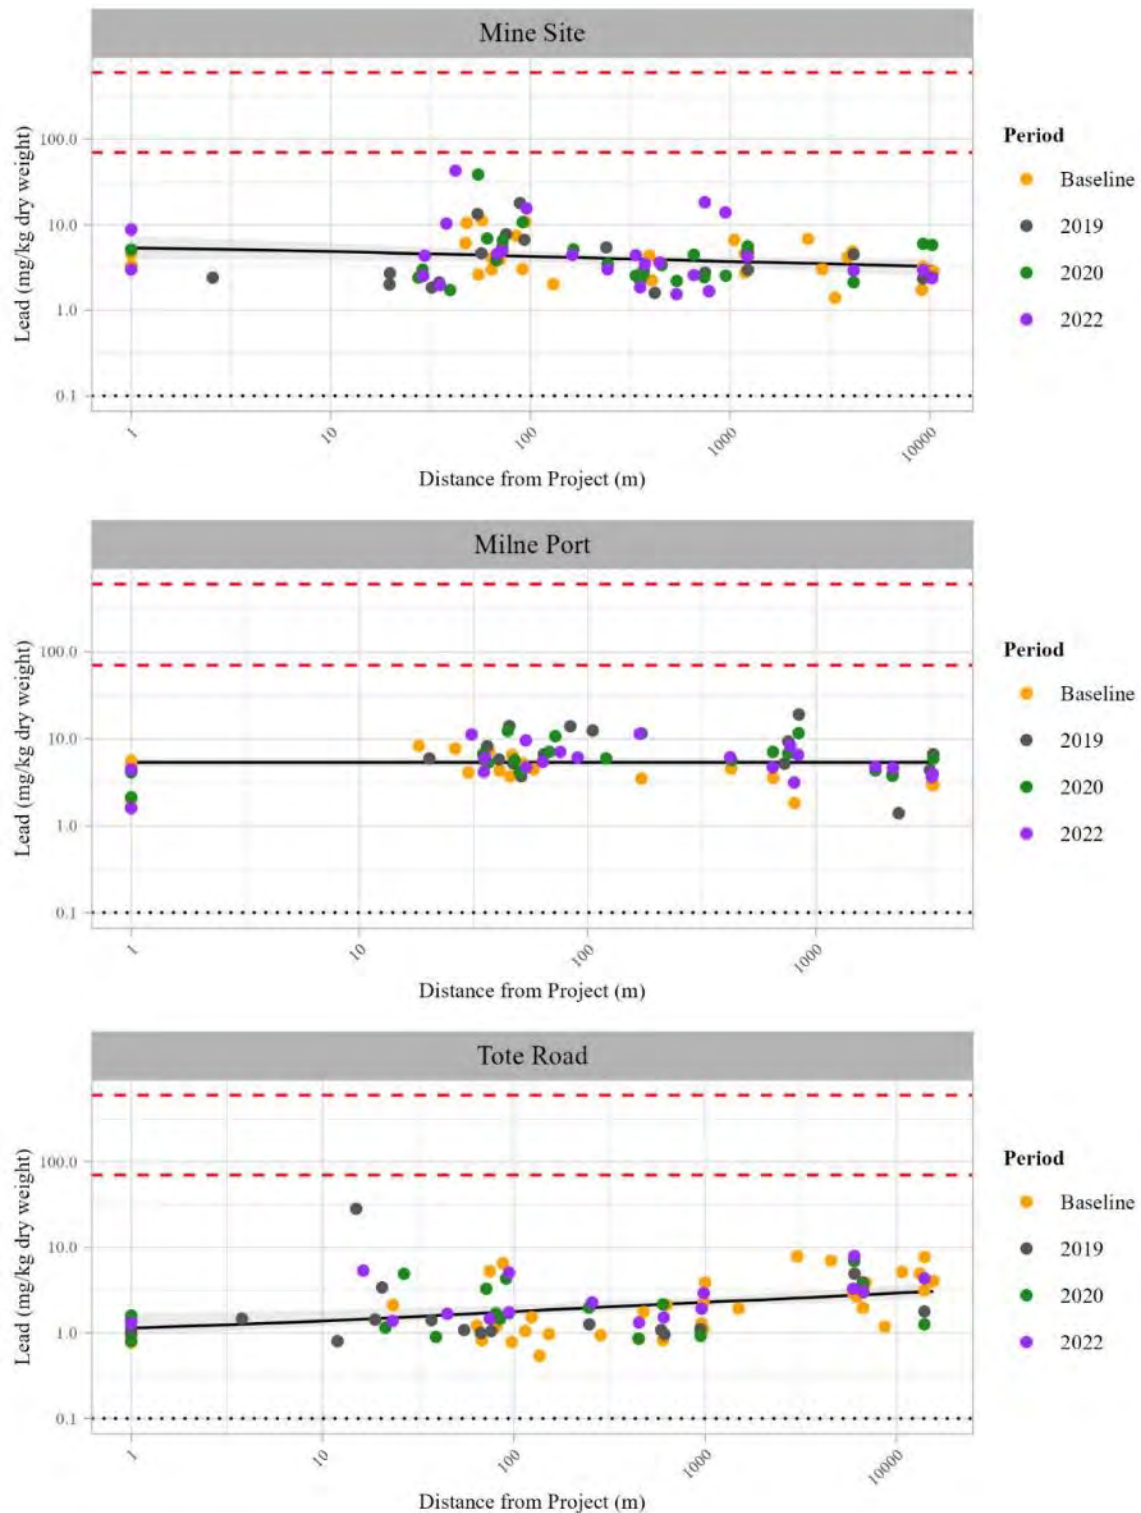 Mine Site
Lead (mg/kg dry weight)
100.0
10.0
1.0
0.1
1
10
100
1000
10000
Distance from Project (m)
Period
Baseline
2019
2020
2022
Milne Port
Lead (mg/kg dry weight)
100.0
10.0
1.0
0.1
1
10
100
1000
Distance from Project (m)
Period
Baseline
2019
2020
2022
Tote Road
Lead (mg/kg dry weight)
100.0
10.0
1.0
0.1
1
10
100
1000
10000
Distance from Project (m)
Period
Baseline
2019
2020
2022